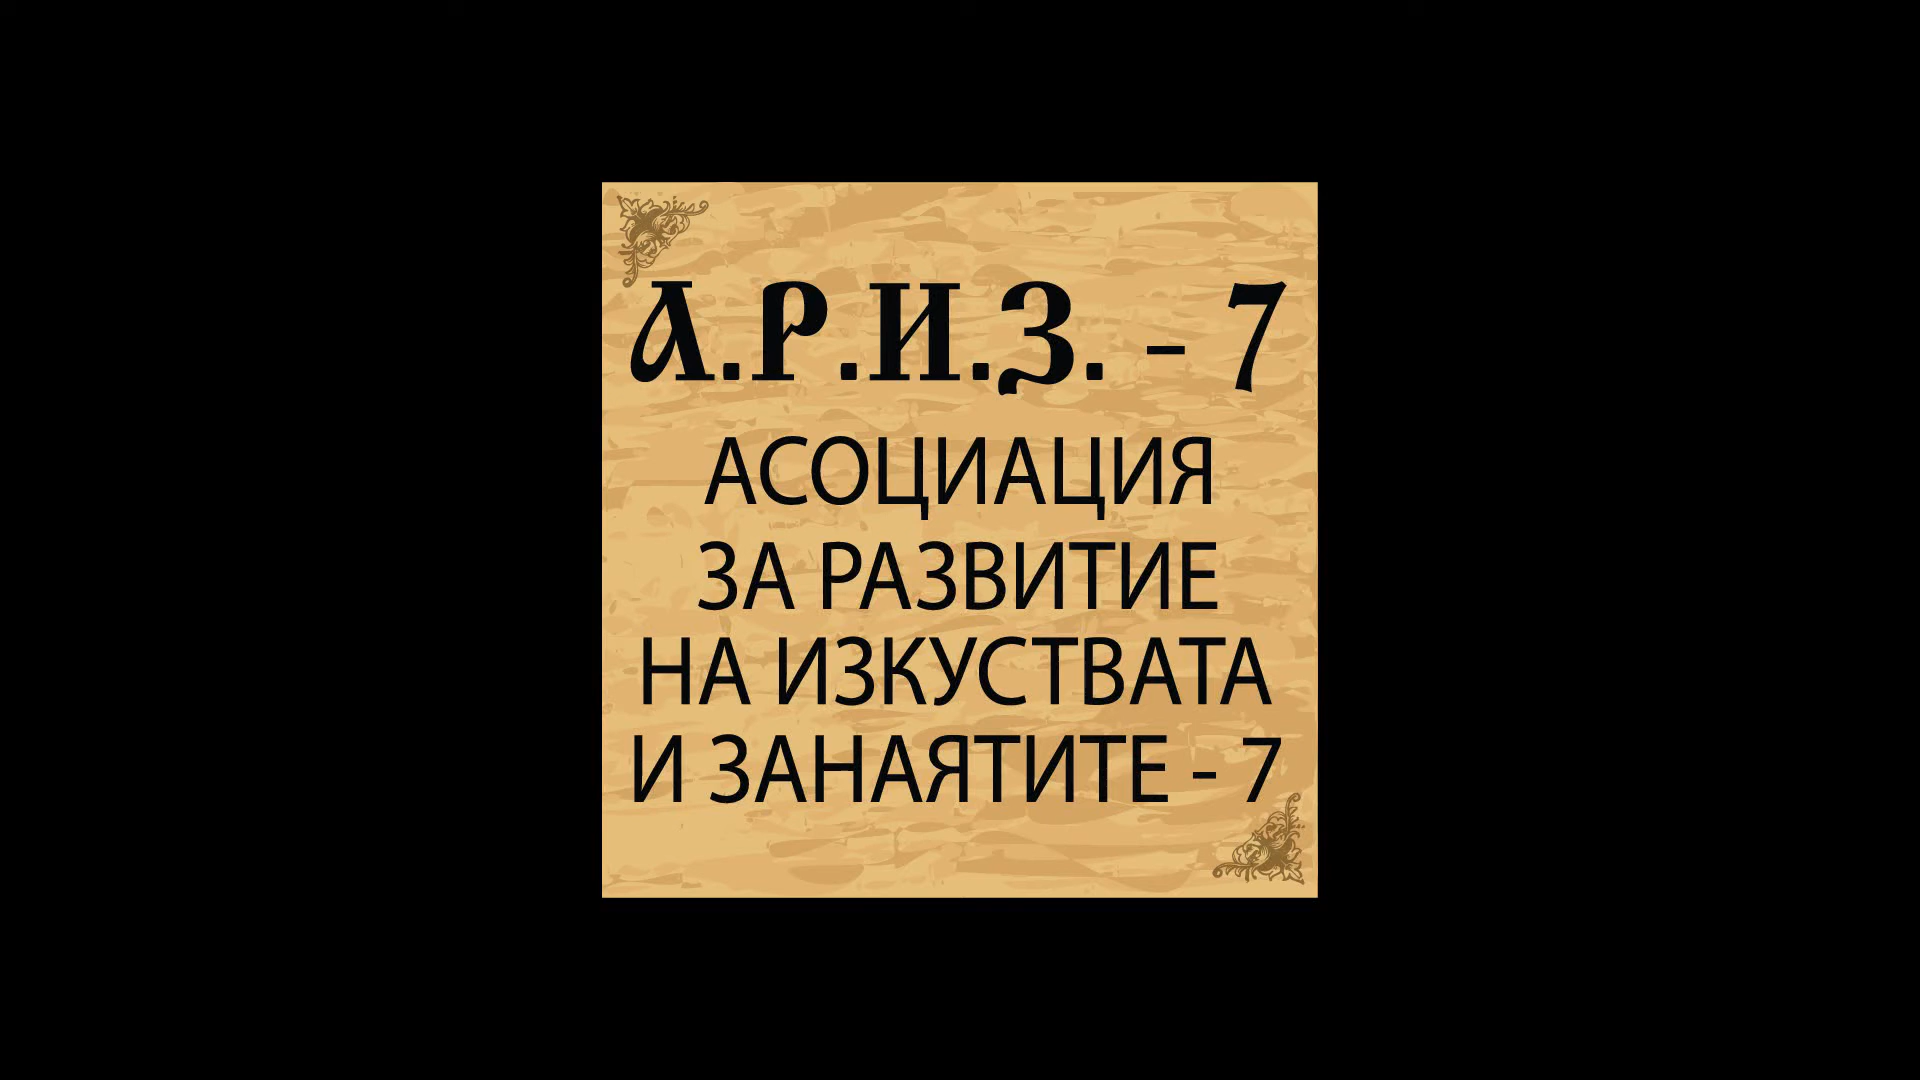 А.Р.И.З. - 7
АСОЦИАЦИЯ
ЗА РАЗВИТИЕ
НА ИЗКУСТВАТА
И ЗАНАЯТИТЕ - 7